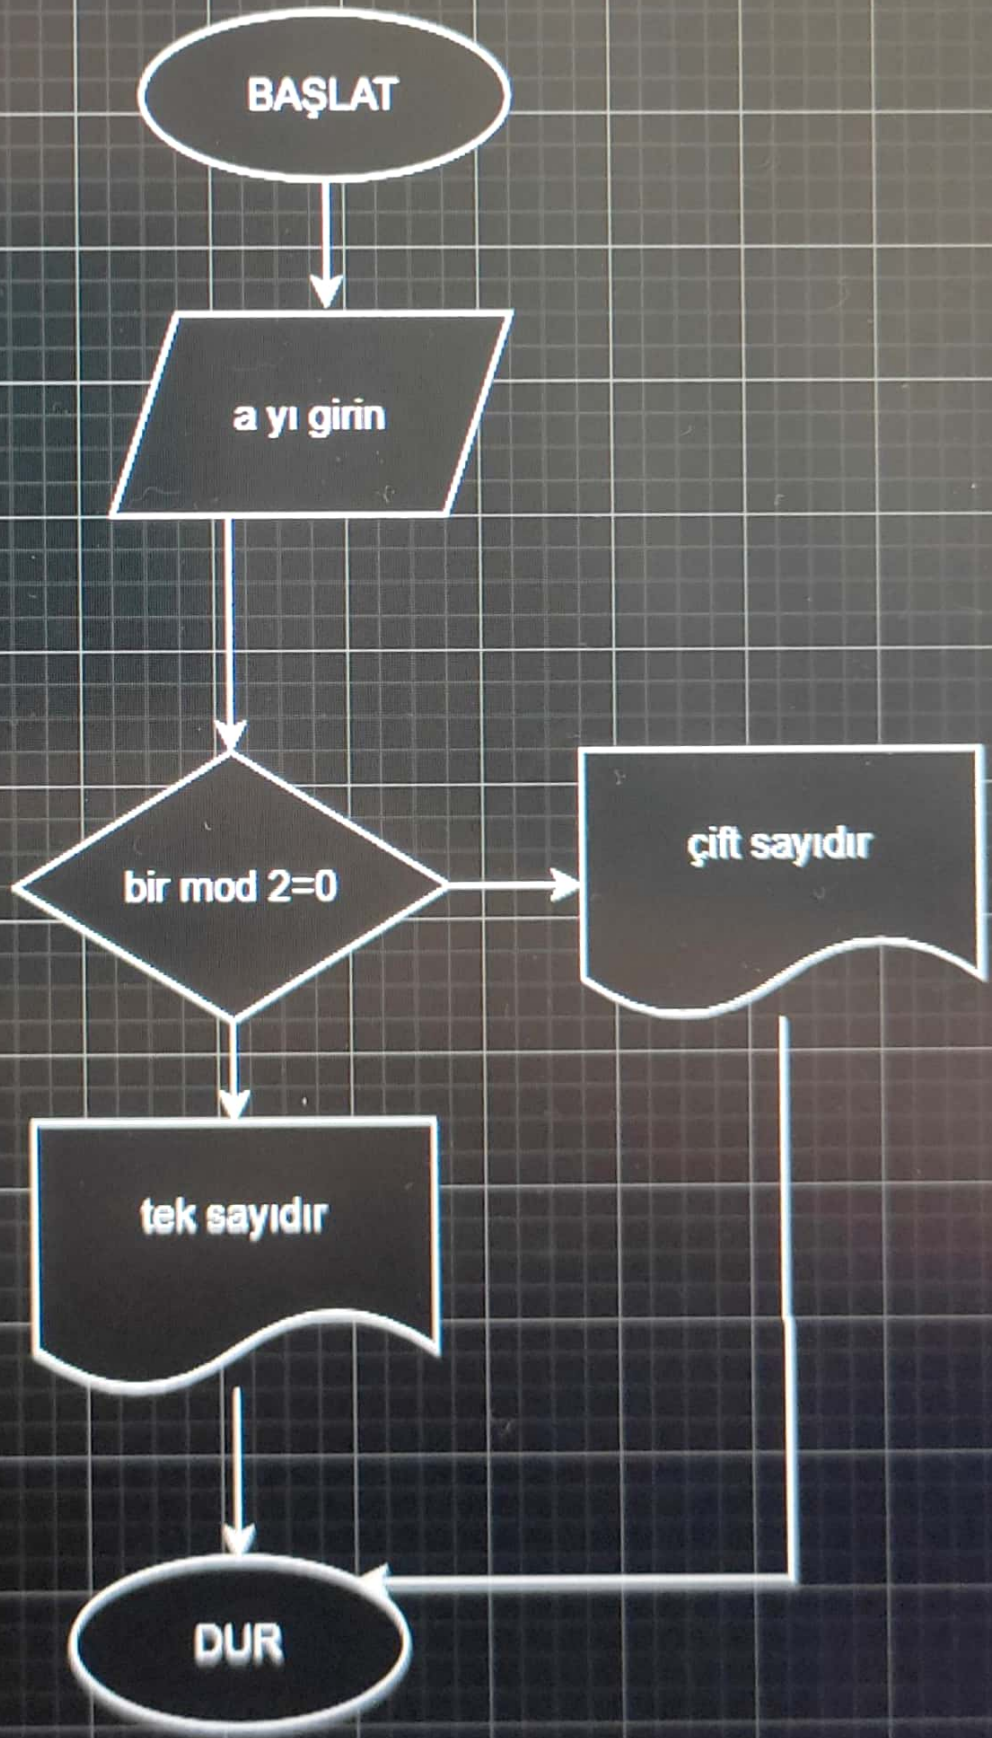 BAŞLAT
a yı girin
bir mod 2=0
çift sayıdır
tek sayıdır
DUR